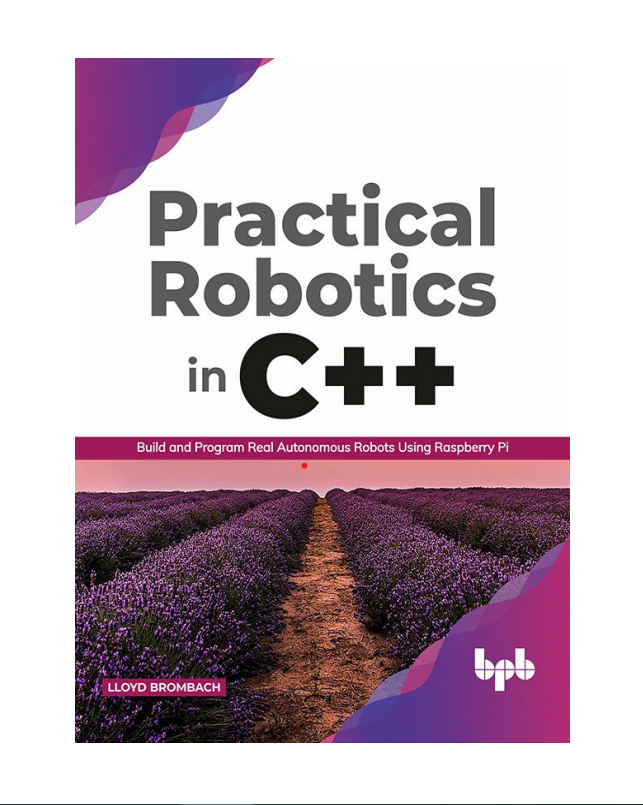 Practical
Robotics
in C++
Build and Program Real Autonomous Robots Using Raspberry Pi
LLOYD BROMBACH
bpb